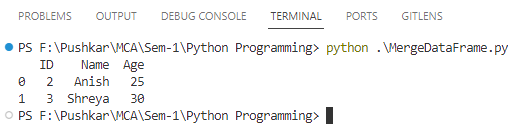 PROBLEMS OUTPUT DEBUG CONSOLE TERMINAL PORTS GITLENS
PS F:\Pushkar\MCA\Sem-1\Python Programming> python .\MergeDataFrame.py
   ID    Name  Age
0   2   Anish   25
1   3  Shreya   30
PS F:\Pushkar\MCA\Sem-1\Python Programming>